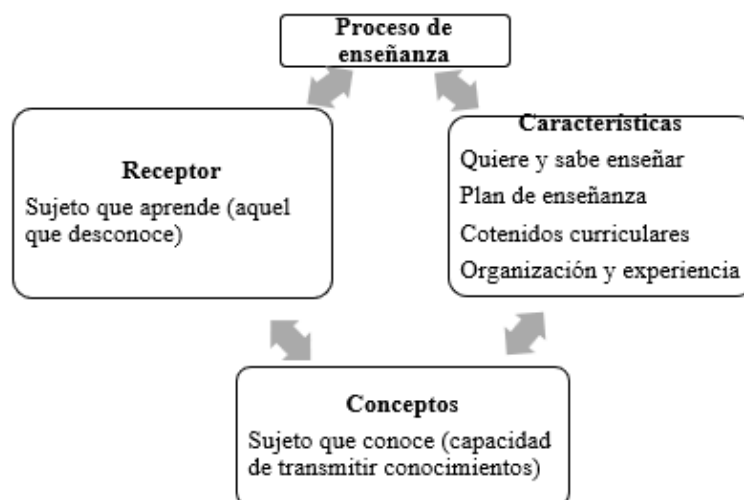 Proceso de
enseñanza
Receptor
Sujeto que aprende (aquel
que desconoce)
Características
Quiere y sabe enseñar
Plan de enseñanza
Cotenidos curriculares
Organización y experiencia
Conceptos
Sujeto que conoce (capacidad
de transmitir conocimientos)